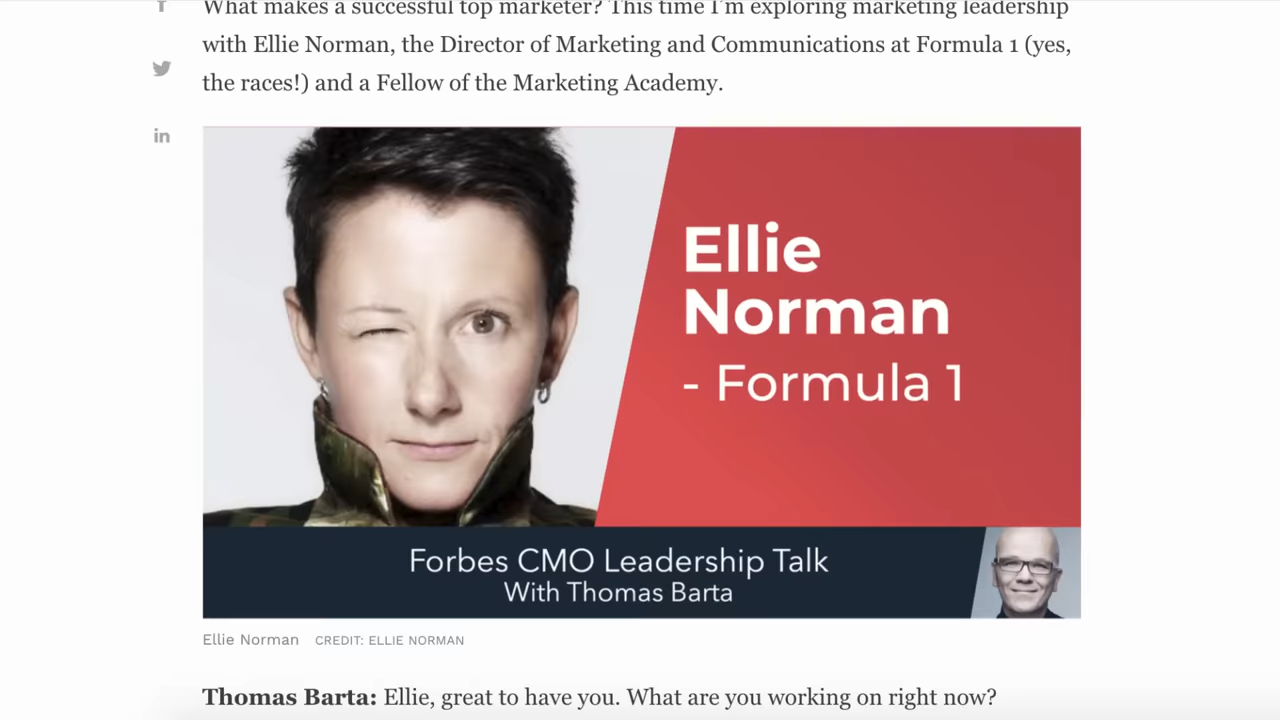 What makes a successful top marketer? This time I'm exploring marketing leadership
with Ellie Norman, the Director of Marketing and Communications at Formula 1 (yes,
the races!) and a Fellow of the Marketing Academy.
in
Ellie
Norman
- Formula 1
Forbes CMO Leadership Talk
With Thomas Barta
Ellie Norman CREDIT: ELLIE NORMAN
Thomas Barta: Ellie, great to have you. What are you working on right now?